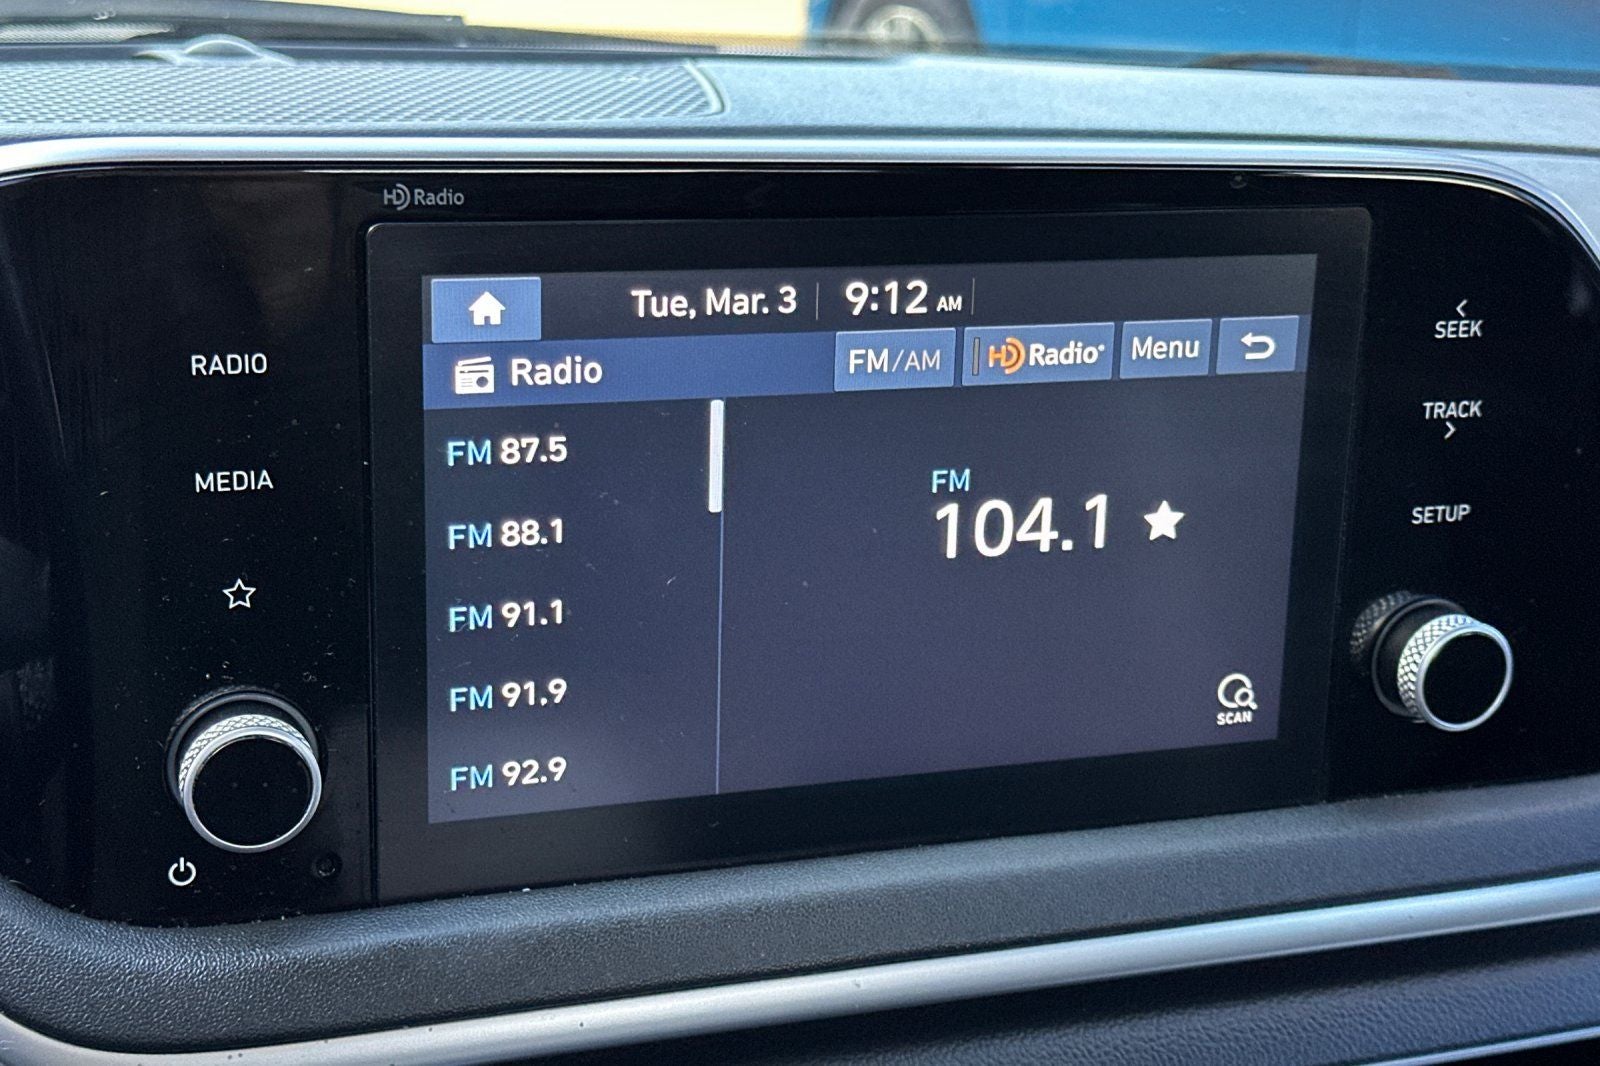 HD Radio
Tue, Mar. 3 9:12 AM
Radio FM/AM HD Radio Menu
FM 87.5
FM 88.1
FM 91.1
FM 91.9
FM 92.9
FM
104.1
SCAN
RADIO
MEDIA
SEEK
TRACK
SETUP